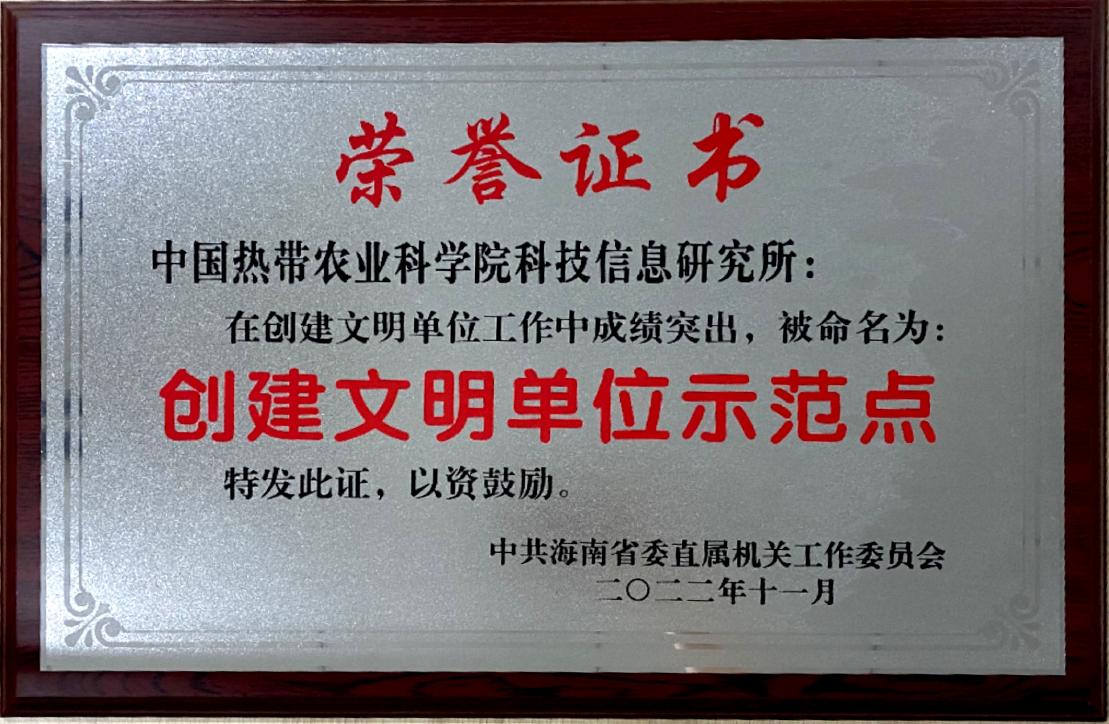 荣誉证书
中国热带农业科学院科技信息研究所：
在创建文明单位工作中成绩突出，被命名为：
创建文明单位示范点
特发此证，以资鼓励。
中共海南省委直属机关工作委员会
二〇二二年十一月